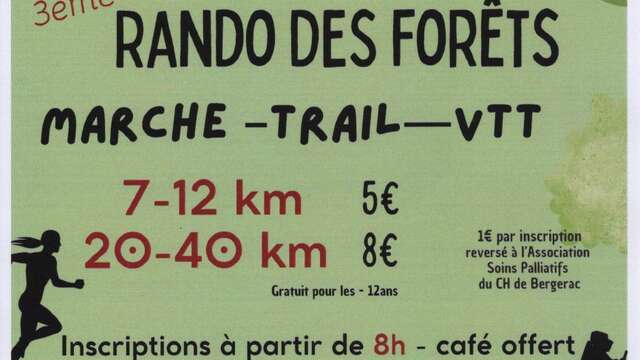 3ème
RANDO DES FORÊTS
MARCHE -TRAIL—VTT
7-12 km 5€
20-40 km 8€
Gratuit pour les - 12ans
1€ par inscription
reversé à l'Association
Soins Palliatifs
du CH de Bergerac
Inscriptions à partir de 8h - café offert